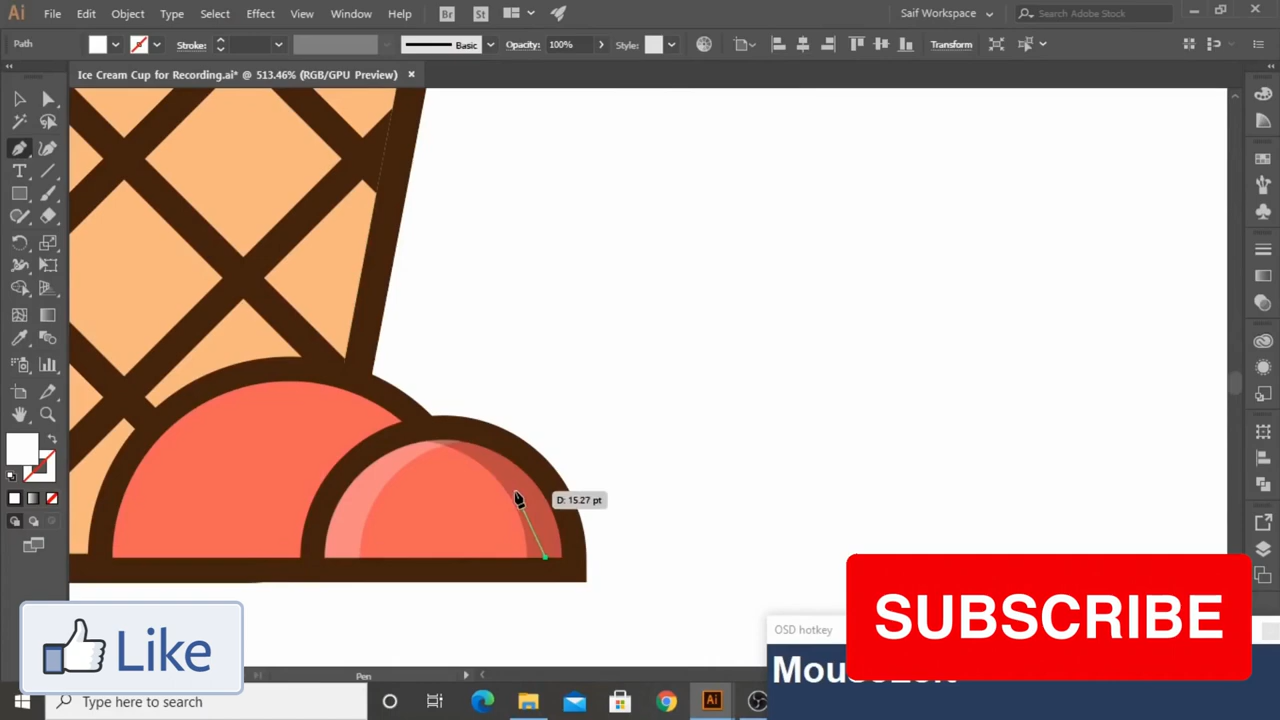 Ai File Edit Object Type Select Effect View Window Help Br St Saif Workspace Search Adobe Stock
Path Stroke: Basic Opacity: 100% Style: Transform
Ice Cream Cup for Recording.ai* @ 513.46% (RGB/GPU Preview)
D: 15.27 pt
SUBSCRIBE
OSD hotkey
Like
Pen
Type here to search
Ai